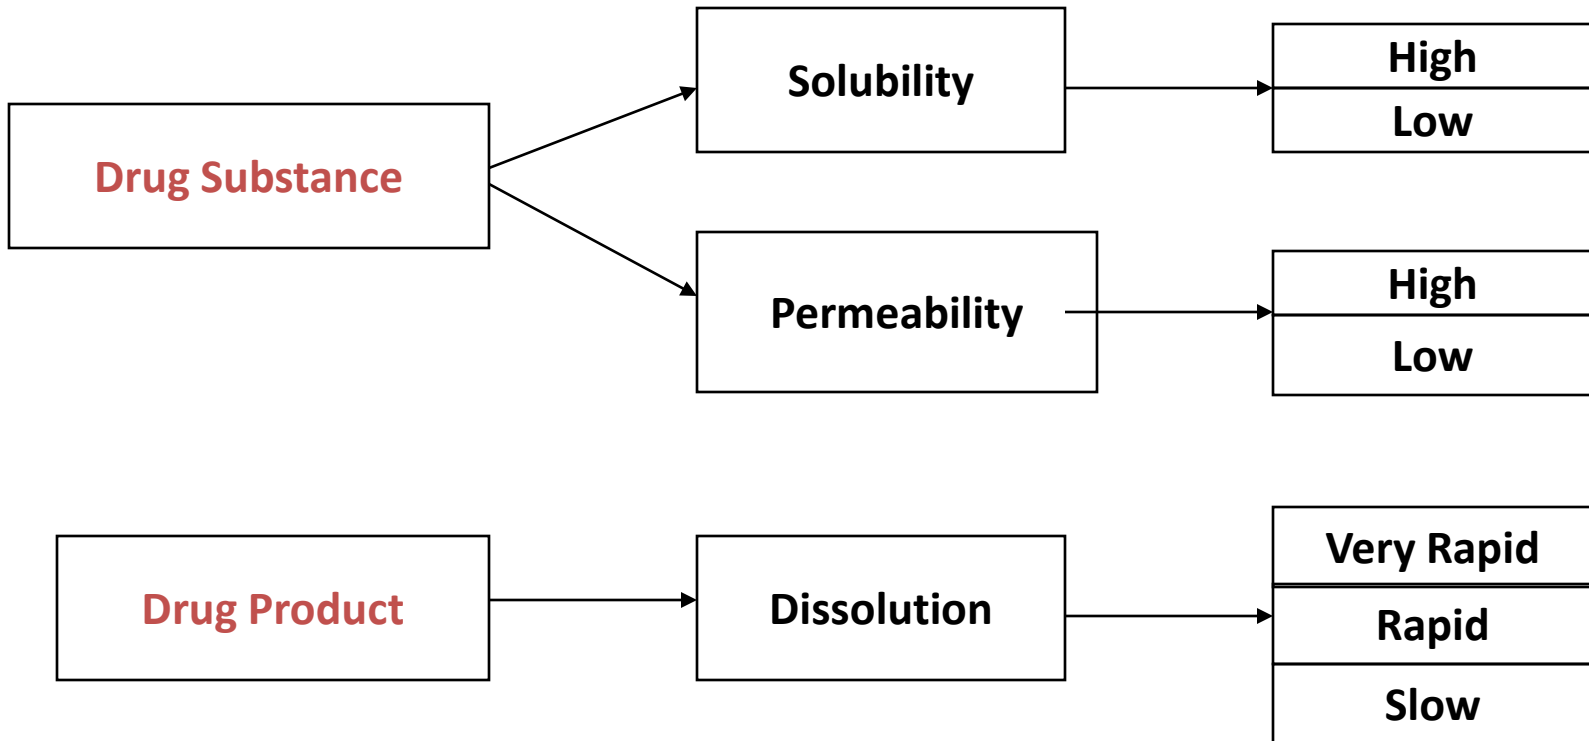 Drug Substance
Solubility
High
Low
Permeability
High
Low
Drug Product
Dissolution
Very Rapid
Rapid
Slow